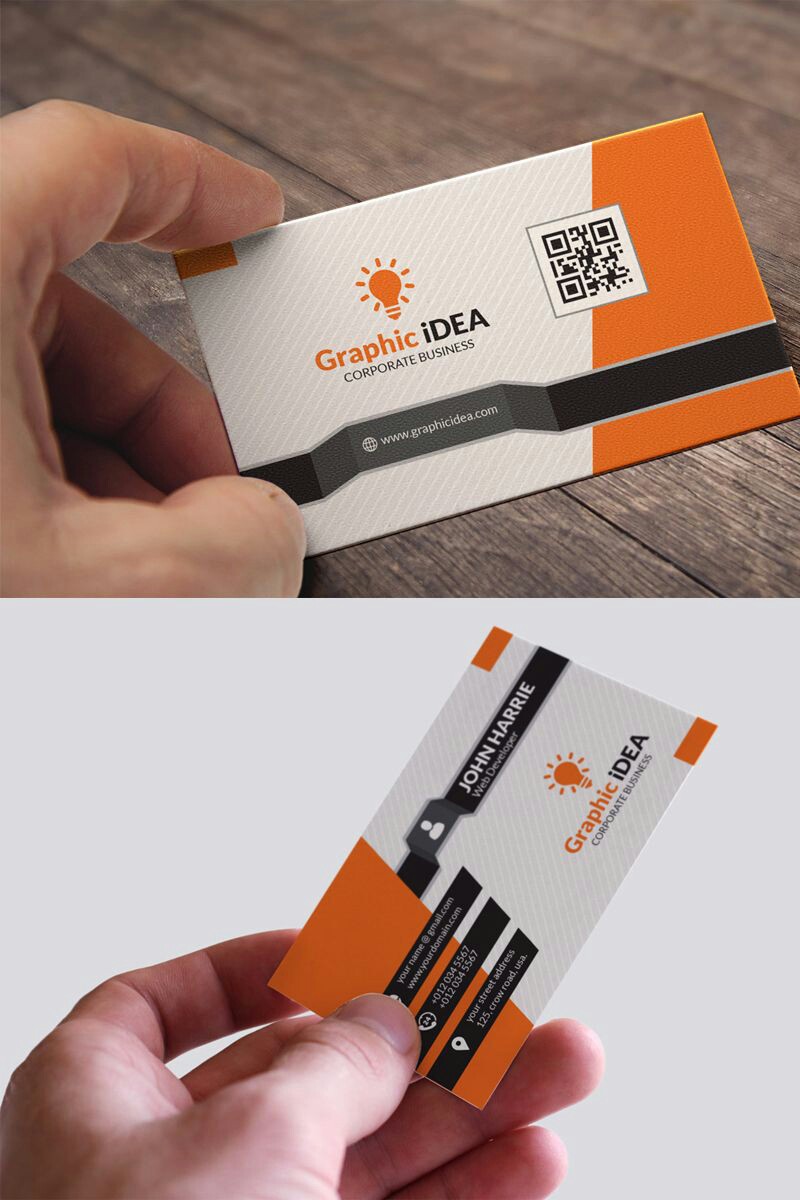 Graphic iDEA
CORPORATE BUSINESS
www.graphicidea.com
JOHN HARRIE
Web Developer
Graphic iDEA
CORPORATE BUSINESS
your name @ gmail.com
www.yourdomain.com
24
+012 034 5567
+012 034 5567
your street address
125, crow road, usa.